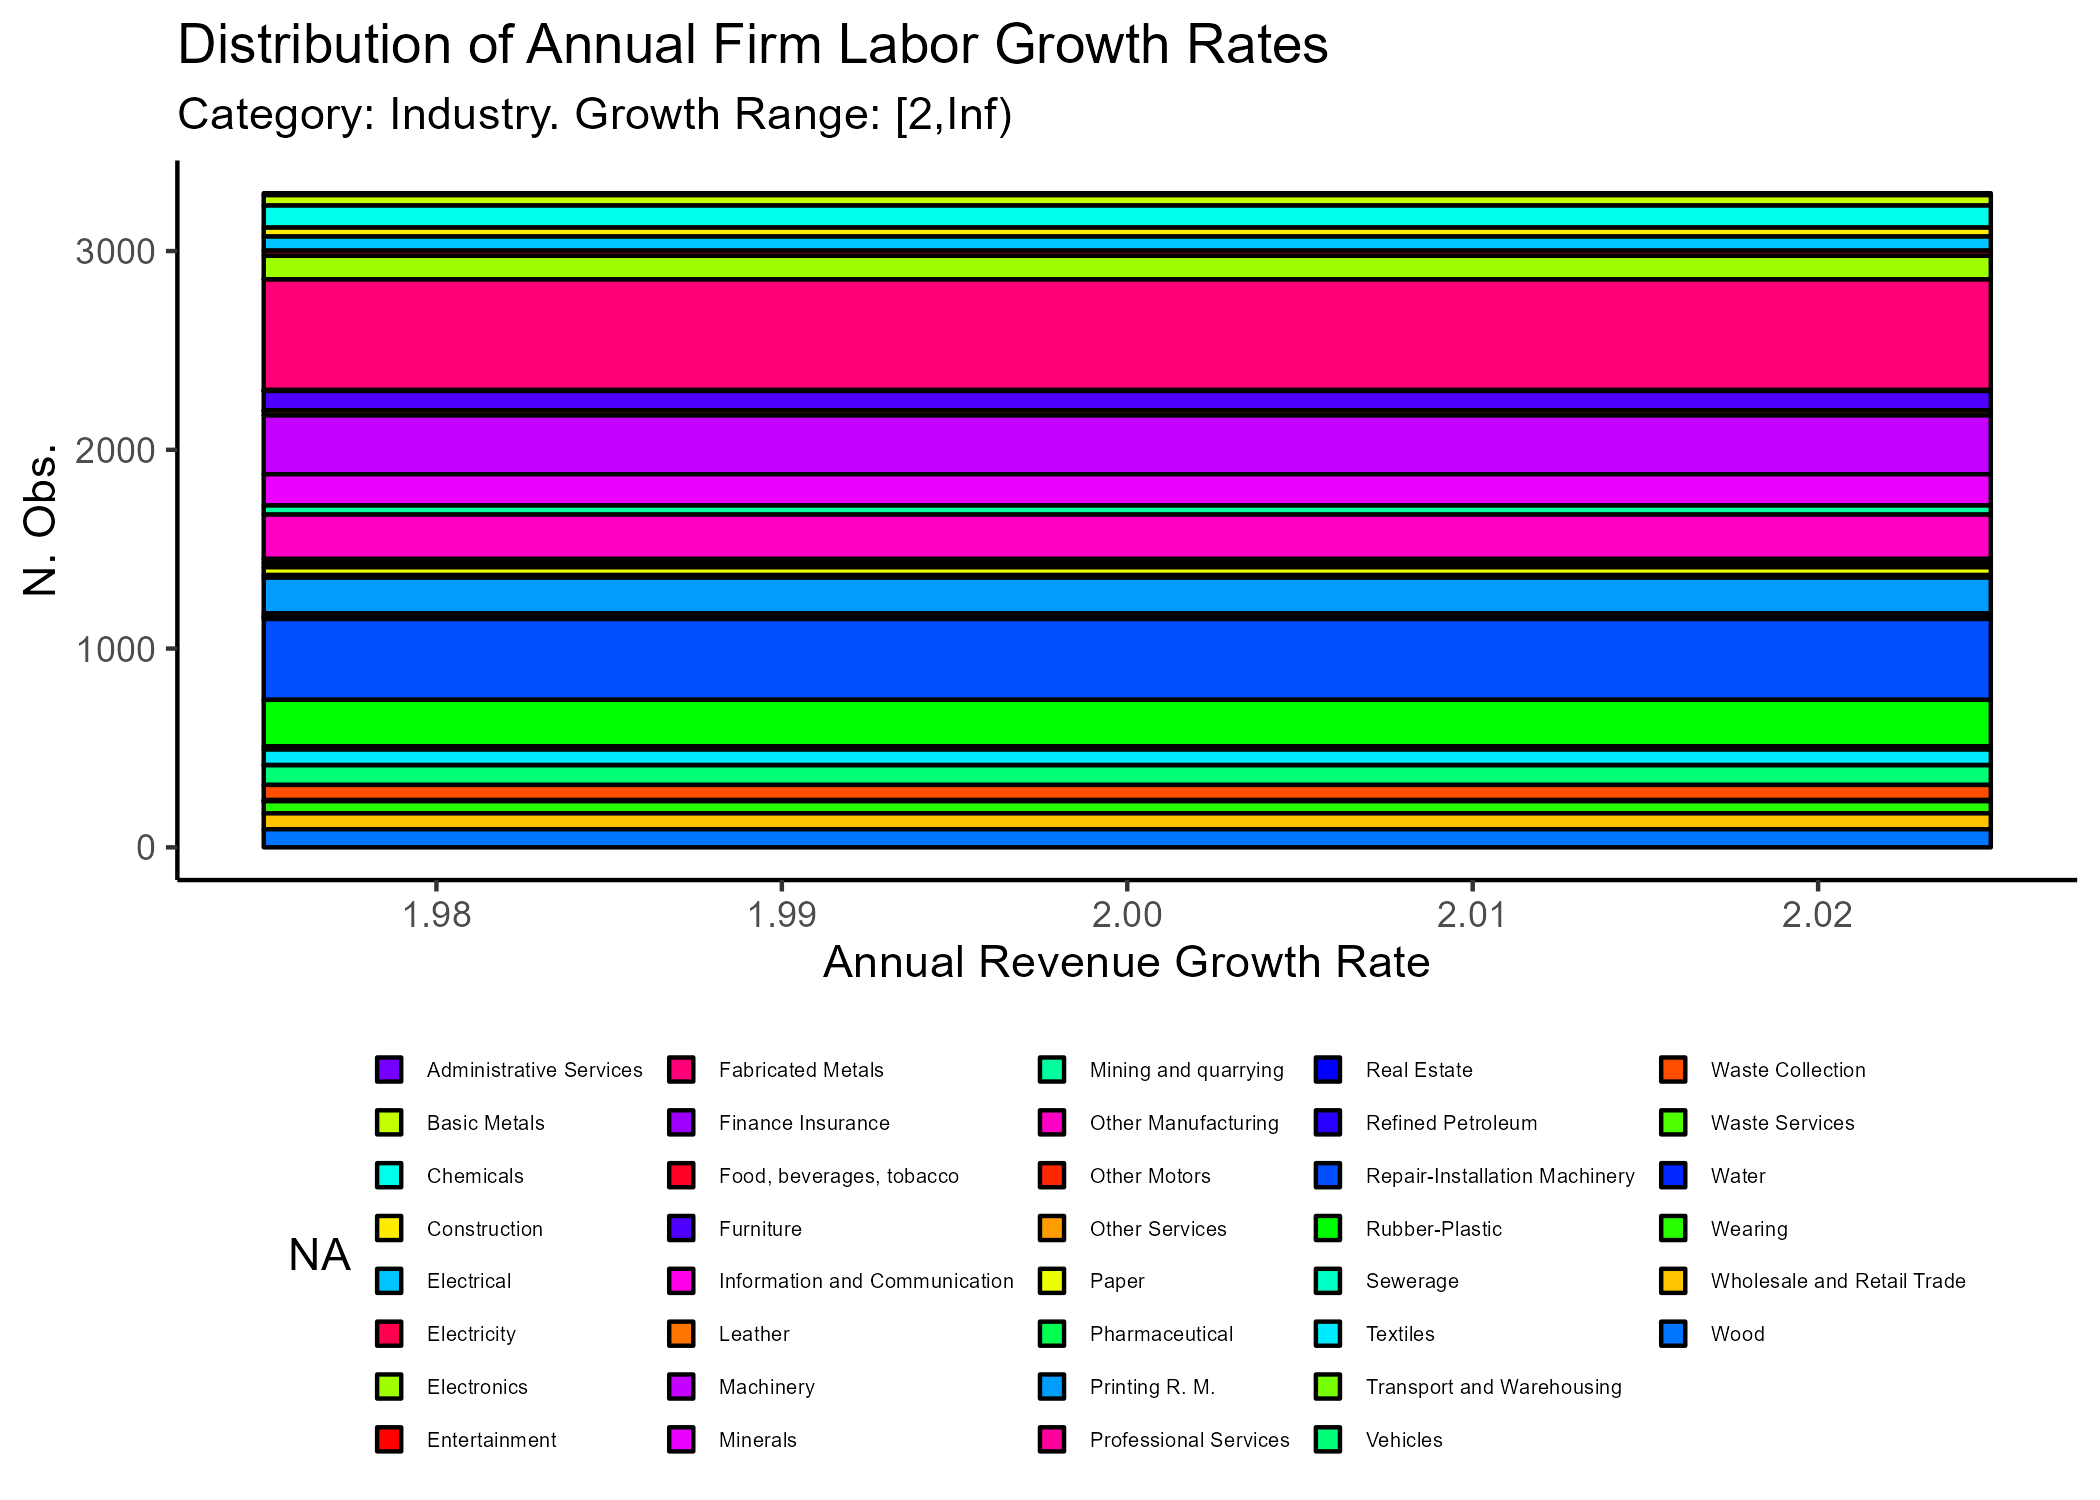 Distribution of Annual Firm Labor Growth Rates
Category: Industry. Growth Range: [2,Inf)
N. Obs.
3000
2000
1000
0
1.98 1.99 2.00 2.01 2.02
Annual Revenue Growth Rate
NA
Administrative Services
Basic Metals
Chemicals
Construction
Electrical
Electricity
Electronics
Entertainment
Fabricated Metals
Finance Insurance
Food, beverages, tobacco
Furniture
Information and Communication
Leather
Machinery
Minerals
Mining and quarrying
Other Manufacturing
Other Motors
Other Services
Paper
Pharmaceutical
Printing R. M.
Professional Services
Real Estate
Refined Petroleum
Repair-Installation Machinery
Rubber-Plastic
Sewerage
Textiles
Transport and Warehousing
Vehicles
Waste Collection
Waste Services
Water
Wearing
Wholesale and Retail Trade
Wood